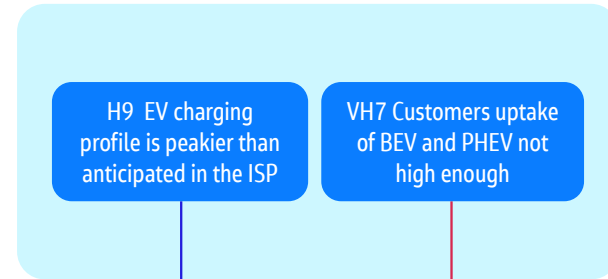 H9  EV charging
profile is peakier than
anticipated in the ISP
VH7 Customers uptake
of BEV and PHEV not
high enough